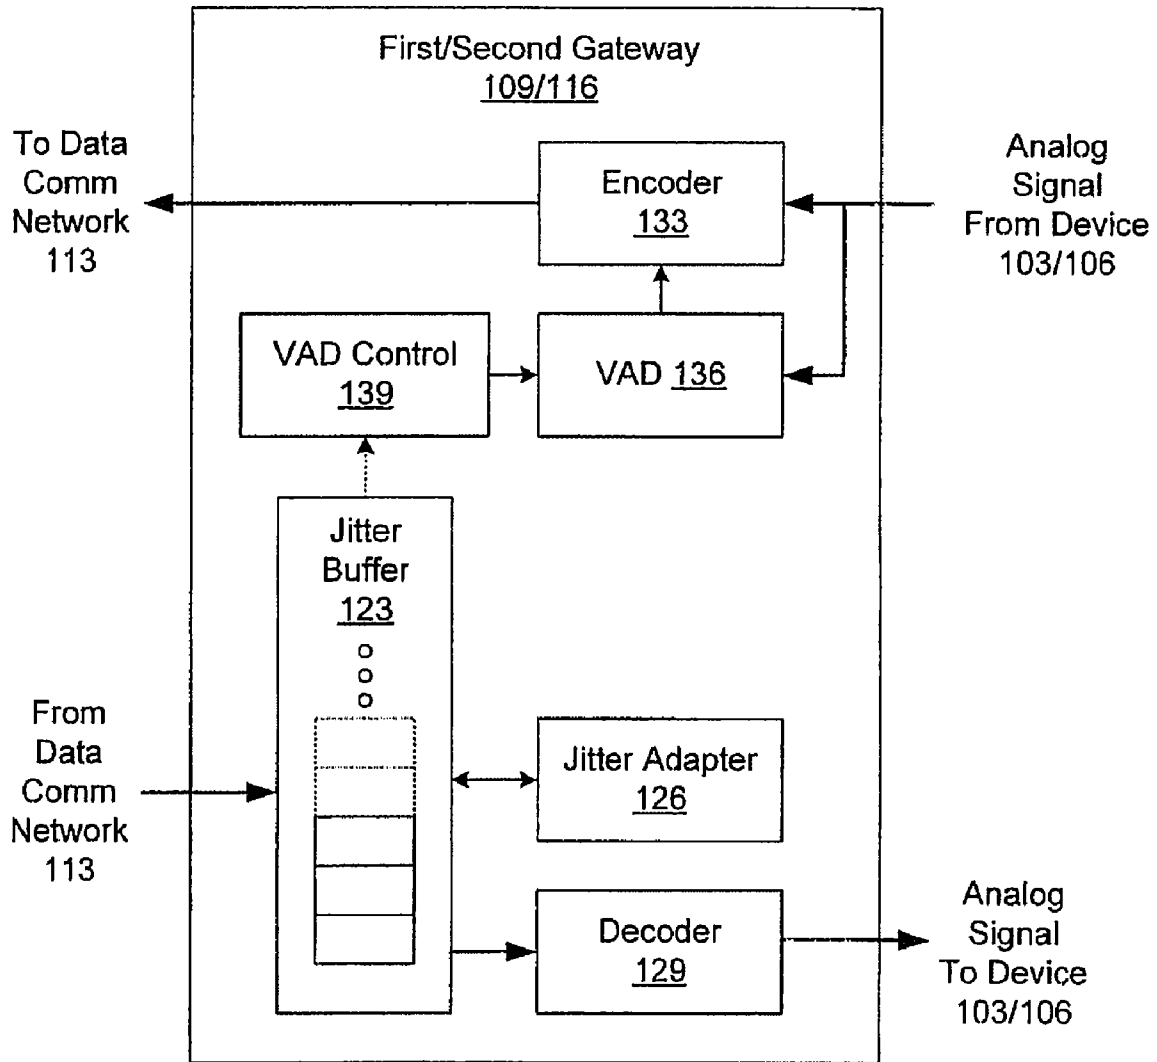 First/Second Gateway
109/116
To Data
Comm
Network
113
Encoder
133
Analog
Signal
From Device
103/106
VAD Control
139
VAD 136
Jitter
Buffer
123
From
Data
Comm
Network
113
Jitter Adapter
126
Decoder
129
Analog
Signal
To Device
103/106